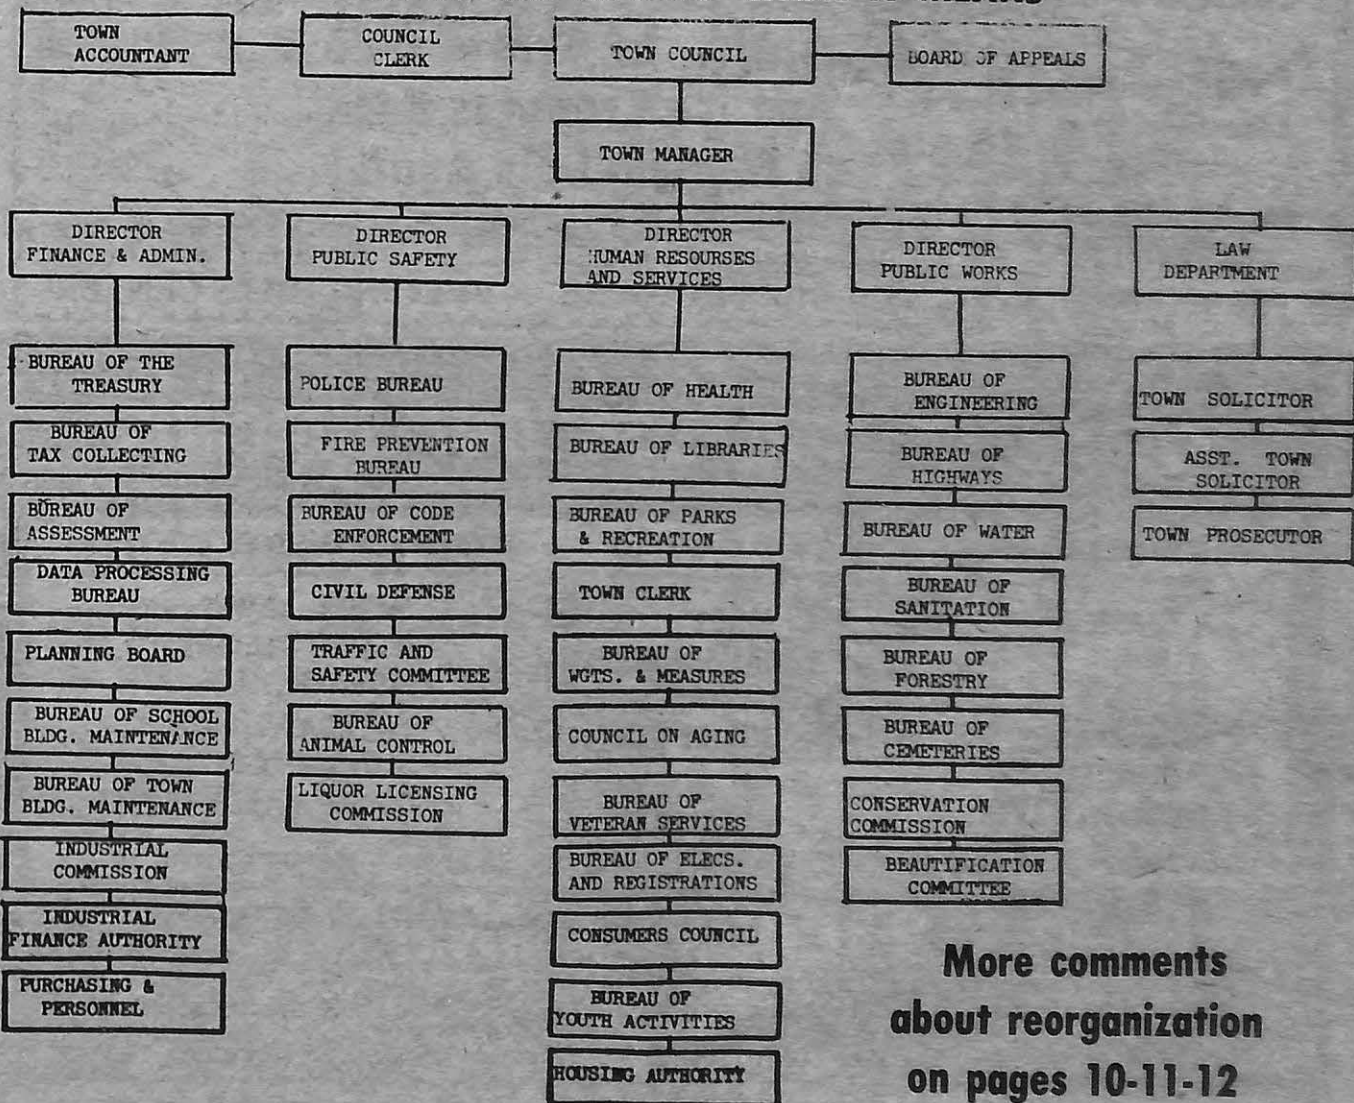 TOWN
ACCOUNTANT
COUNCIL
CLERK
TOWN COUNCIL
BOARD OF APPEALS
TOWN MANAGER
DIRECTOR
FINANCE & ADMIN.
BUREAU OF THE
TREASURY
BUREAU OF
TAX COLLECTING
BUREAU OF
ASSESSMENT
DATA PROCESSING
BUREAU
PLANNING BOARD
BUREAU OF SCHOOL
BLDG. MAINTENANCE
BUREAU OF TOWN
BLDG. MAINTENANCE
INDUSTRIAL
COMMISSION
INDUSTRIAL
FINANCE AUTHORITY
PURCHASING &
PERSONNEL
DIRECTOR
PUBLIC SAFETY
POLICE BUREAU
FIRE PREVENTION
BUREAU
BUREAU OF CODE
ENFORCEMENT
CIVIL DEFENSE
TRAFFIC AND
SAFETY COMMITTEE
BUREAU OF
ANIMAL CONTROL
LIQUOR LICENSING
COMMISSION
DIRECTOR
HUMAN RESOURSES
AND SERVICES
BUREAU OF HEALTH
BUREAU OF LIBRARIES
BUREAU OF PARKS
& RECREATION
TOWN CLERK
BUREAU OF
WGTS. & MEASURES
COUNCIL ON AGING
BUREAU OF
VETERAN SERVICES
BUREAU OF ELECS.
AND REGISTRATIONS
CONSUMERS COUNCIL
BUREAU OF
YOUTH ACTIVITIES
HOUSING AUTHORITY
DIRECTOR
PUBLIC WORKS
BUREAU OF
ENGINEERING
BUREAU OF
HIGHWAYS
BUREAU OF WATER
BUREAU OF
SANITATION
BUREAU OF
FORESTRY
BUREAU OF
CEMETERIES
CONSERVATION
COMMISSION
BEAUTIFICATION
COMMITTEE
LAW
DEPARTMENT
TOWN SOLICITOR
ASST. TOWN
SOLICITOR
TOWN PROSECUTOR
More comments
about reorganization
on pages 10-11-12